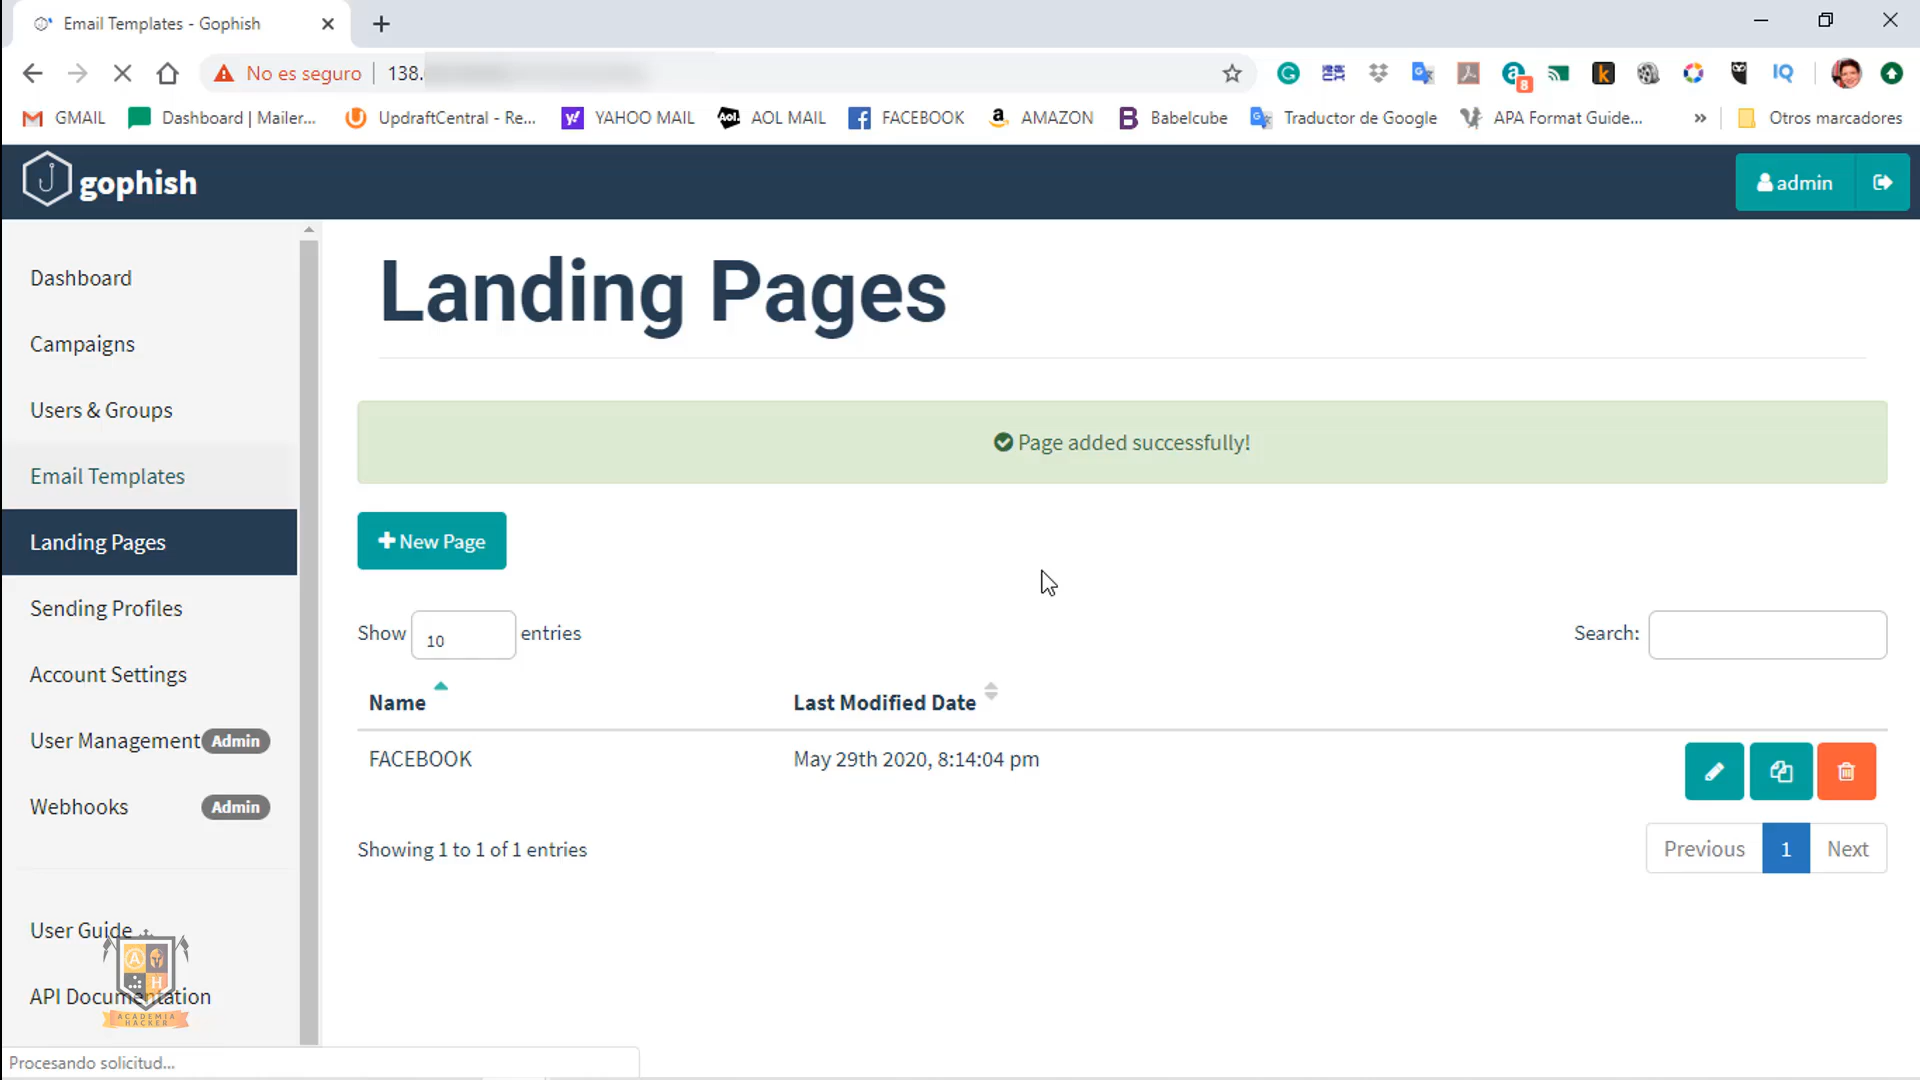 Email Templates - Gophish
No es seguro 138.
GMAIL Dashboard | Mailer... UpdraftCentral - Re... YAHOO MAIL AOL MAIL FACEBOOK AMAZON Babelcube Traductor de Google APA Format Guide... » Otros marcadores
gophish
admin
Dashboard
Campaigns
Users & Groups
Email Templates
Landing Pages
Sending Profiles
Account Settings
User Management Admin
Webhooks Admin
User Guide
API Documentation
ACADEMIA
HACKER
Procesando solicitud...
Landing Pages
Page added successfully!
New Page
Show 10 entries
Search:
Name Last Modified Date
FACEBOOK May 29th 2020, 8:14:04 pm
Showing 1 to 1 of 1 entries
Previous 1 Next